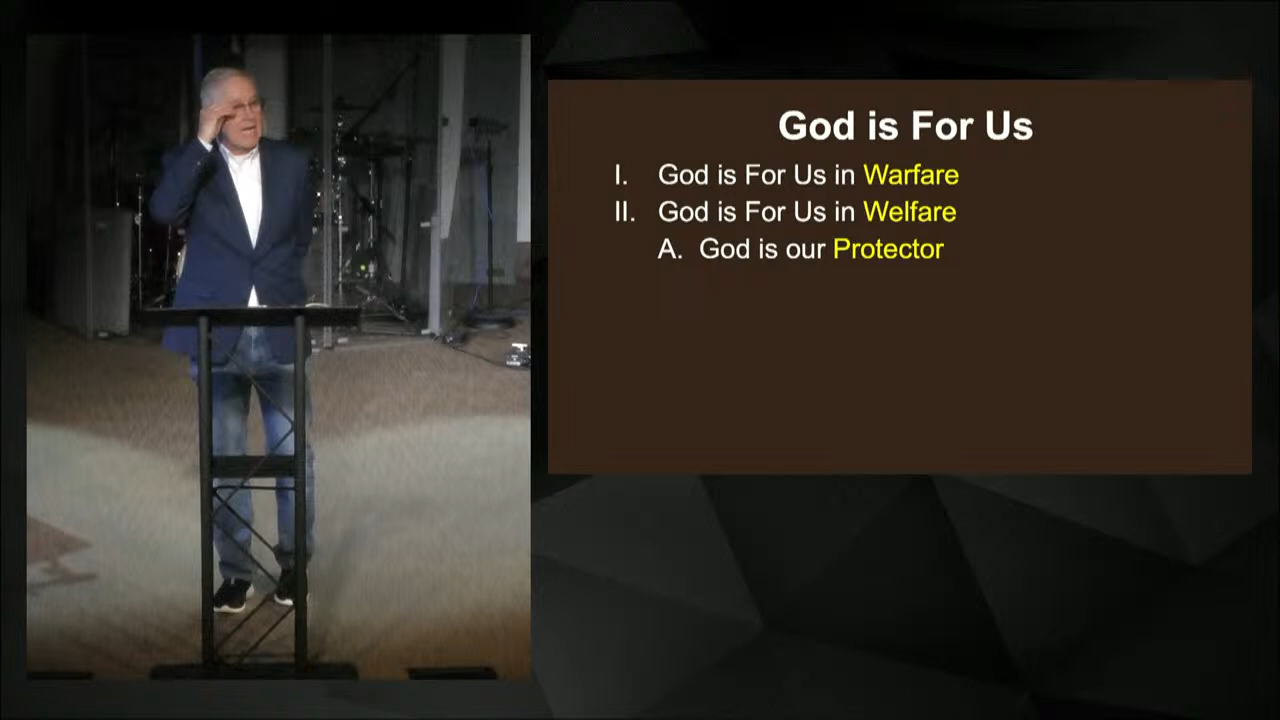 God is For Us
I. God is For Us in Warfare
II. God is For Us in Welfare
A. God is our Protector